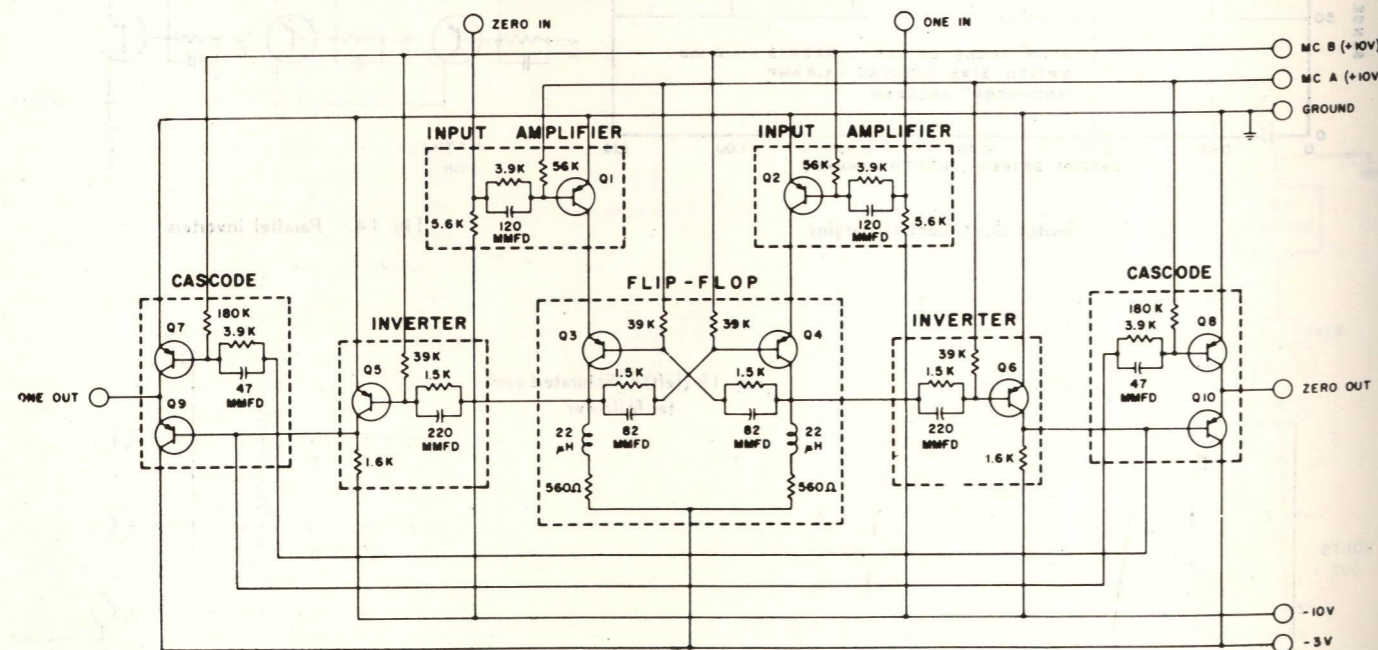 ZERO IN
ONE IN
MC B (+10V)
MC A (+10V
GROUND
INPUT AMPLIFIER
INPUT AMPLIFIER
3.9K
56K
Q1
5.6K
120
MMFD
Q2
56K
3.9K
120
MMFD
5.6K
CASCODE
CASCODE
FLIP-FLOP
Q7
180K
3.9K
47
MMFD
Q9
ONE OUT
INVERTER
39K
1.5K
Q5
220
MMFD
1.6K
Q3
39K
39K
Q4
1.5K
1.5K
82
MMFD
82
MMFD
22
μH
22
μH
560Ω
560Ω
INVERTER
39K
1.5K
Q6
220
MMFD
1.6K
180K
3.9K
Q8
47
MMFD
Q10
ZERO OUT
-10V
-3V